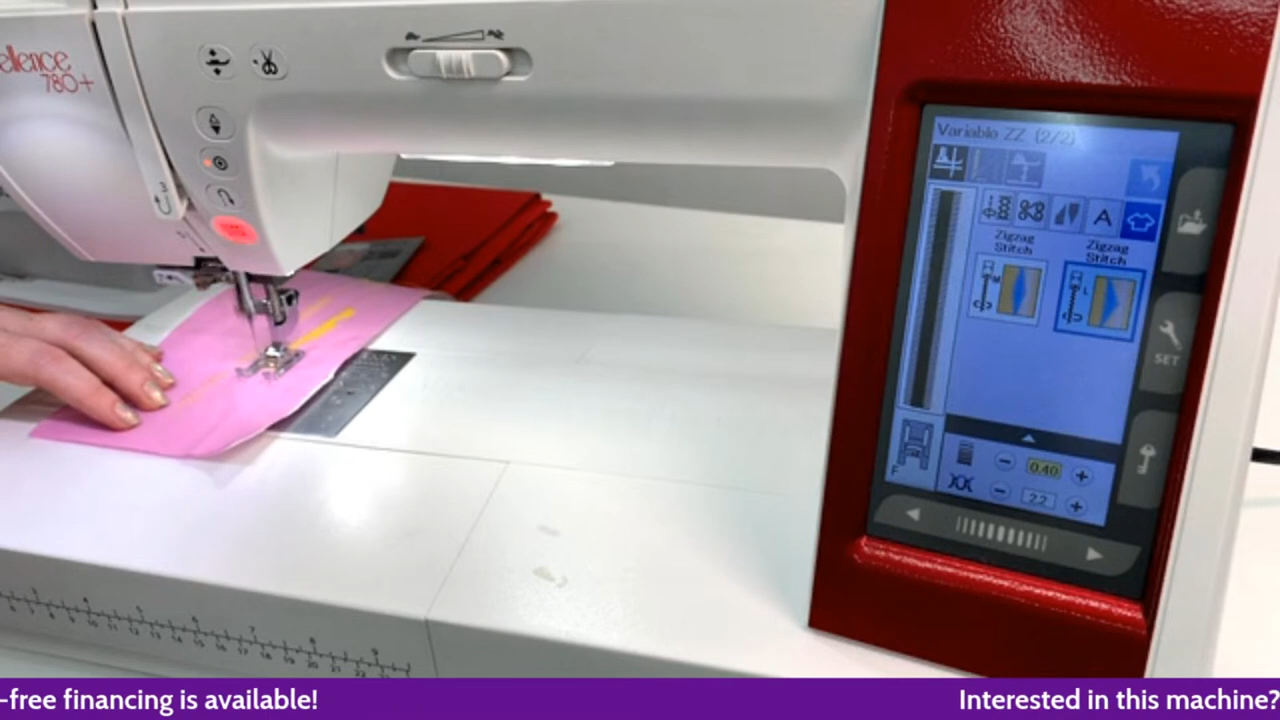 ellence
780+
Variable ZZ (2/2)
A
Zigzag
Stitch
Zigzag
Stitch
M
L
SET
F
0.40
2.2
-free financing is available!
Interested in this machine?